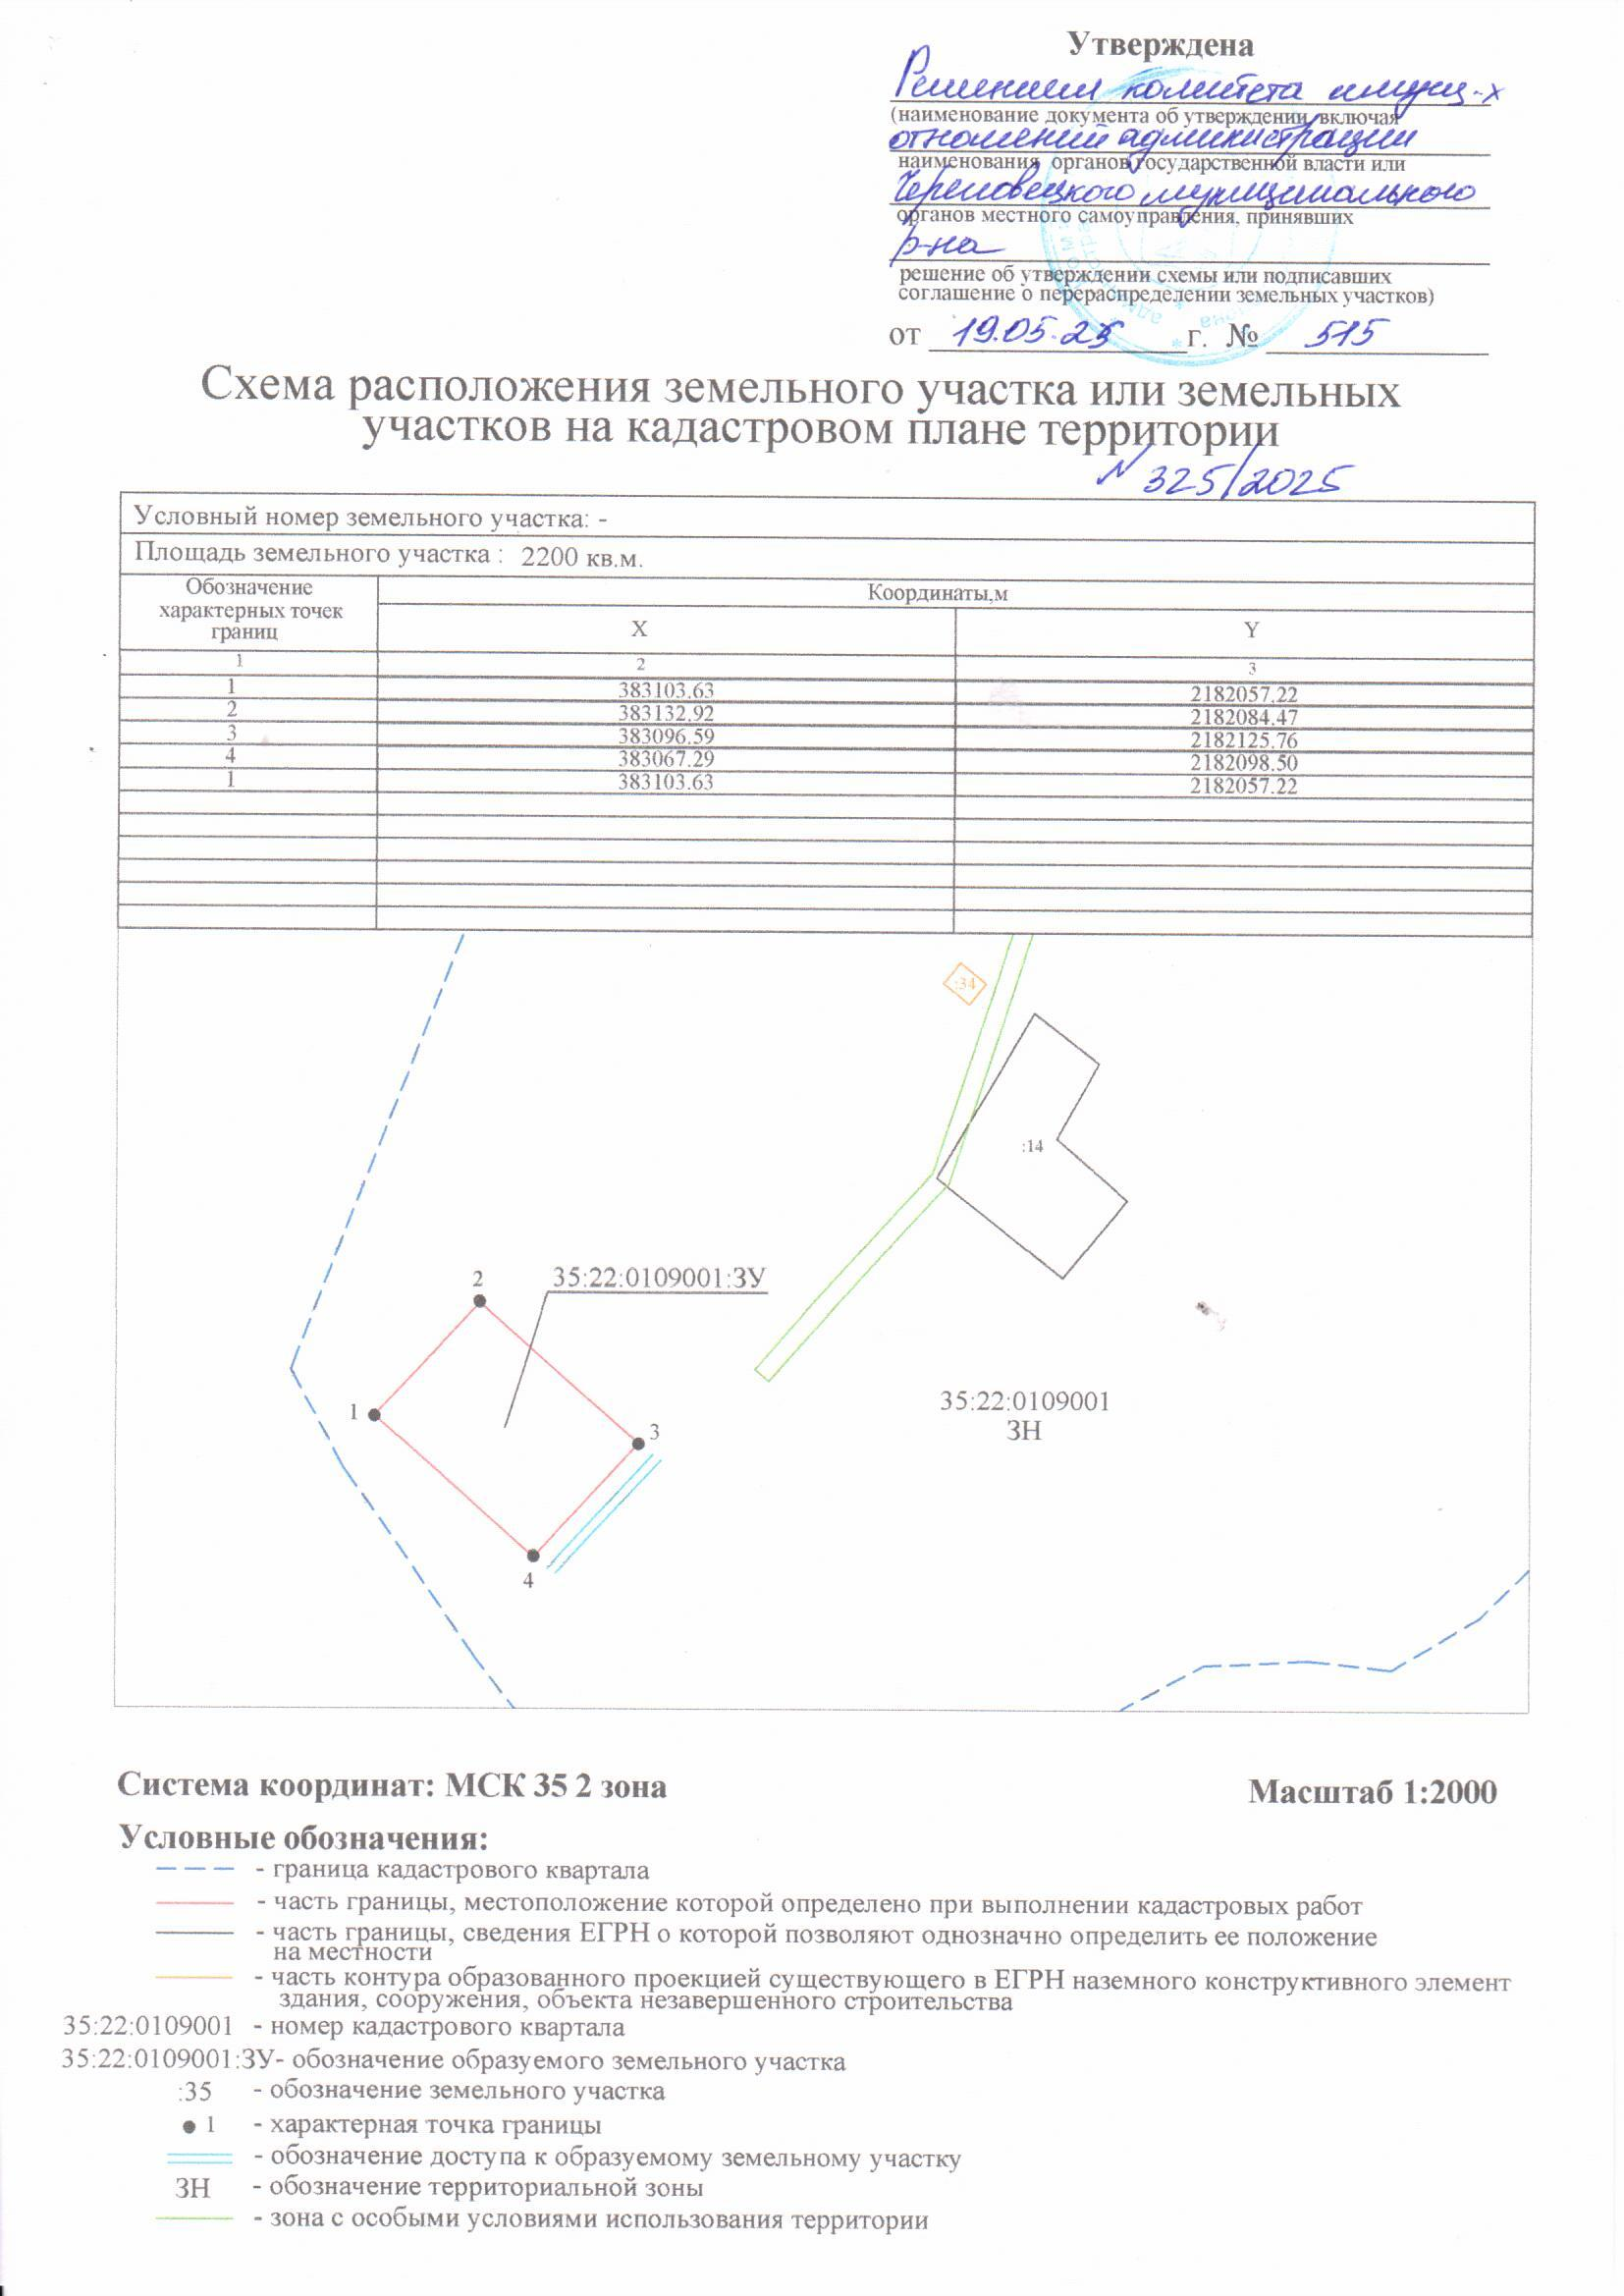 Утверждена
Решением комитета имущ-х
(наименование документа об утверждении, включая
отношений администрации
наименования органов государственной власти или
Череповецкого муниципального
органов местного самоуправления, принявших
р-на
решение об утверждении схемы или подписавших
соглашение о перераспределении земельных участков)
от 19.05.25 г. № 515
Схема расположения земельного участка или земельных
участков на кадастровом плане территории
N 325/2025
Условный номер земельного участка: -
Площадь земельного участка : 2200 кв.м.
Обозначение характерных точек границ
Координаты,м
X Y
1 2 3
1 383103.63 2182057.22
2 383132.92 2182084.47
3 383096.59 2182125.76
4 383067.29 2182098.50
1 383103.63 2182057.22
:34
:14
2
35:22:0109001:ЗУ
1
3
35:22:0109001
ЗН
4
Система координат: МСК 35 2 зона
Масштаб 1:2000
Условные обозначения:
- граница кадастрового квартала
- часть границы, местоположение которой определено при выполнении кадастровых работ
- часть границы, сведения ЕГРН о которой позволяют однозначно определить ее положение
на местности
- часть контура образованного проекцией существующего в ЕГРН наземного конструктивного элемент
здания, сооружения, объекта незавершенного строительства
35:22:0109001 - номер кадастрового квартала
35:22:0109001:ЗУ- обозначение образуемого земельного участка
:35 - обозначение земельного участка
1 - характерная точка границы
- обозначение доступа к образуемому земельному участку
ЗН - обозначение территориальной зоны
- зона с особыми условиями использования территории